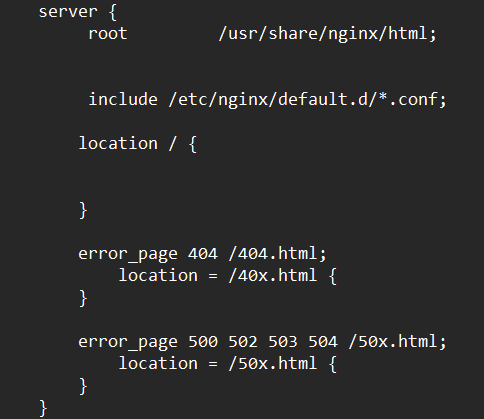 server {
root /usr/share/nginx/html;
include /etc/nginx/default.d/*.conf;
location / {
}
error_page 404 /404.html;
location = /40x.html {
}
error_page 500 502 503 504 /50x.html;
location = /50x.html {
}
}